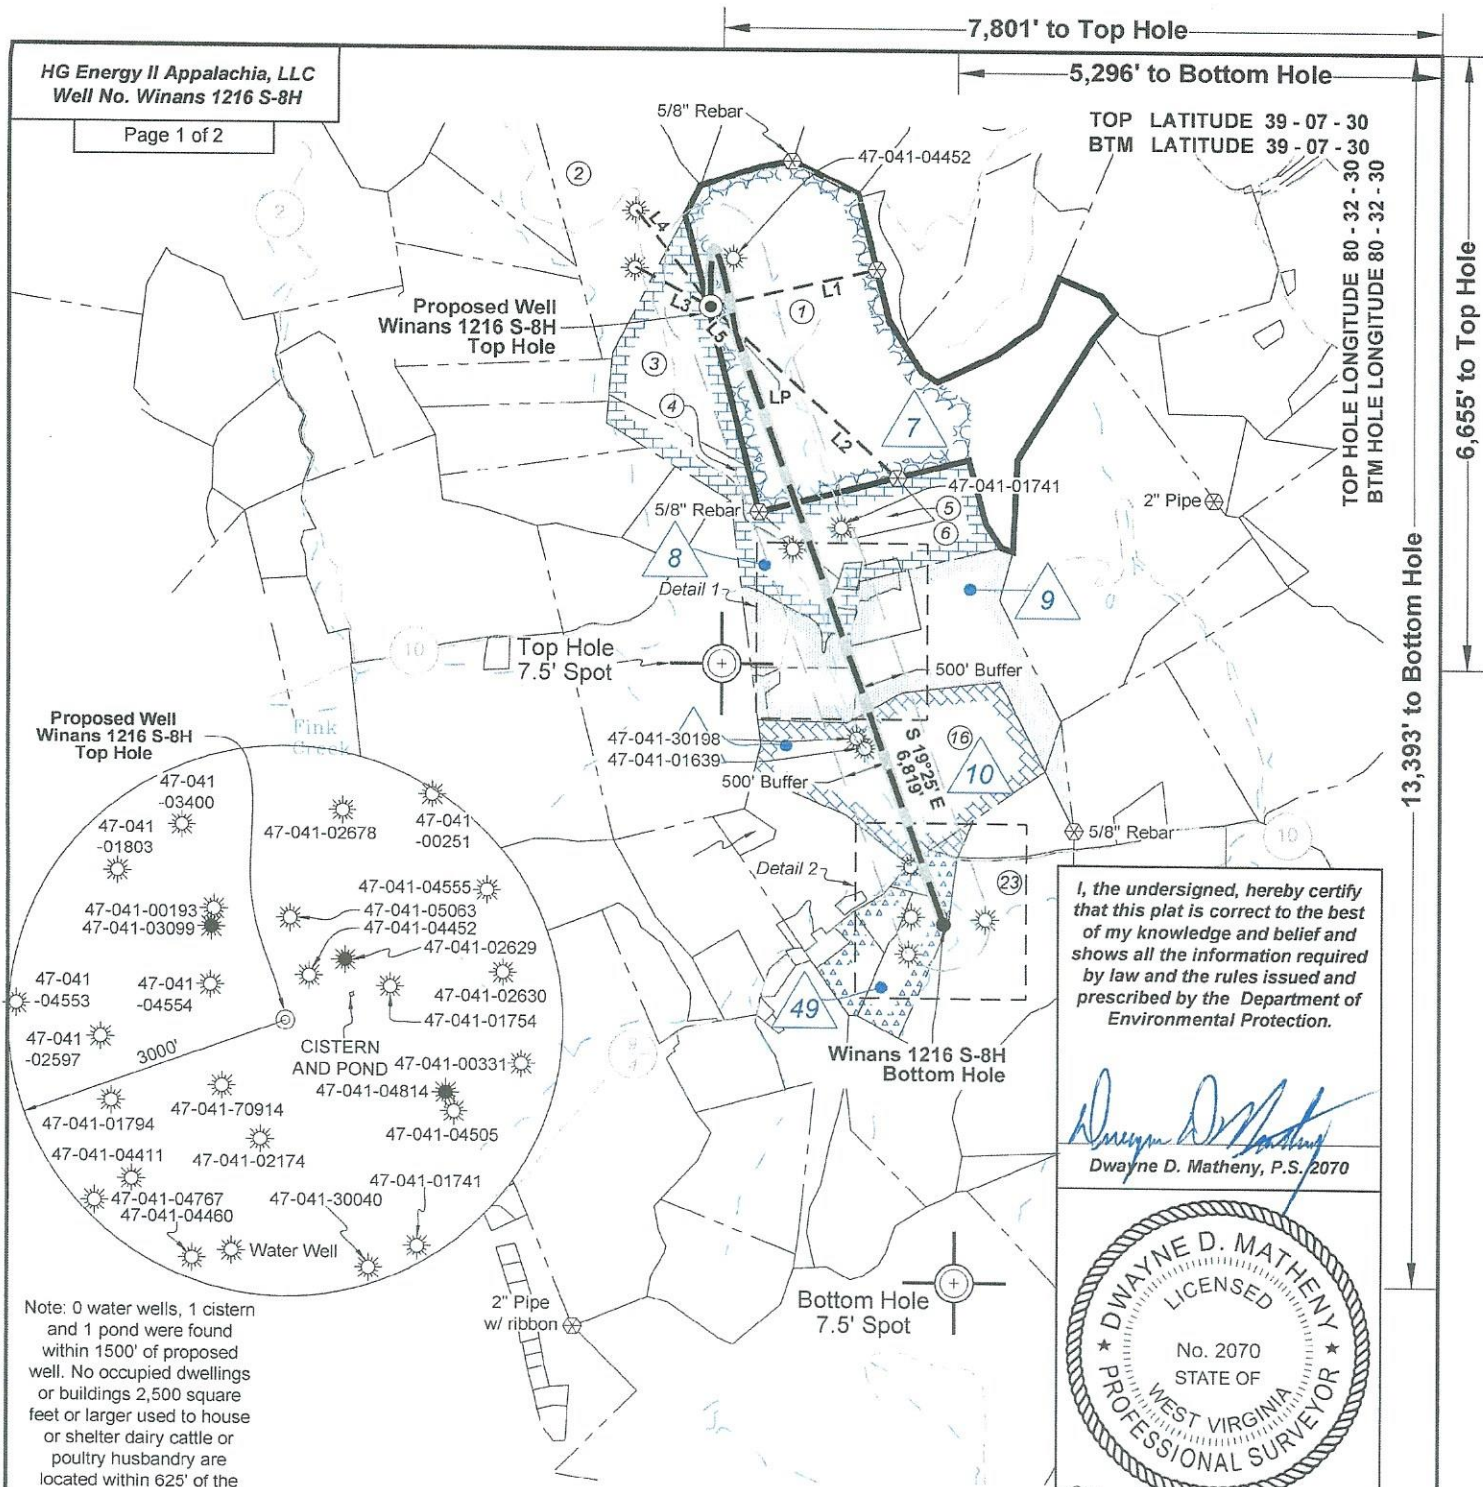 7,801' to Top Hole
5,296' to Bottom Hole
HG Energy II Appalachia, LLC
Well No. Winans 1216 S-8H
Page 1 of 2
TOP LATITUDE 39 - 07 - 30
BTM LATITUDE 39 - 07 - 30
TOP HOLE LONGITUDE 80 - 32 - 30
BTM HOLE LONGITUDE 80 - 32 - 30
6,655' to Top Hole
13,393' to Bottom Hole
5/8" Rebar
47-041-04452
2
2
L4
L3
L1
1
Proposed Well
Winans 1216 S-8H
Top Hole
L5
3
4
LP
L2
7
47-041-01741
5
6
5/8" Rebar
2" Pipe
8
Detail 1
9
10
Top Hole
7.5' Spot
500' Buffer
47-041-30198
47-041-01639
16
10
S 19°25' E
6,819'
500' Buffer
5/8" Rebar
10
Detail 2
23
49
Winans 1216 S-8H
Bottom Hole
Fink
Creek
Proposed Well
Winans 1216 S-8H
Top Hole
47-041
-03400
47-041
-01803
47-041-02678
47-041
-00251
47-041-04555
47-041-00193
47-041-05063
47-041-03099
47-041-04452
47-041-02629
47-041
-04553
47-041
-04554
47-041-02630
47-041-01754
47-041
-02597
3000'
CISTERN
AND POND
47-041-00331
47-041-04814
47-041-70914
47-041-01794
47-041-04505
47-041-02174
47-041-04411
47-041-01741
47-041-04767
47-041-30040
47-041-04460
Water Well
I, the undersigned, hereby certify
that this plat is correct to the best
of my knowledge and belief and
shows all the information required
by law and the rules issued and
prescribed by the Department of
Environmental Protection.
Dwayne D. Matheny, P.S. 2070
DWAYNE D. MATHENY
LICENSED
No. 2070
STATE OF
WEST VIRGINIA
PROFESSIONAL SURVEYOR
2" Pipe
w/ ribbon
Bottom Hole
7.5' Spot
Note: 0 water wells, 1 cistern
and 1 pond were found
within 1500' of proposed
well. No occupied dwellings
or buildings 2,500 square
feet or larger used to house
or shelter dairy cattle or
poultry husbandry are
located within 625' of the